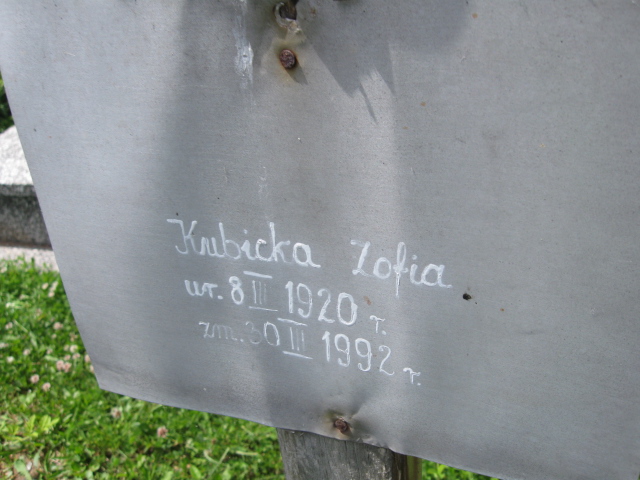 Kubicka Zofia
ur. 8 III 1920 r.
zm. 30 III 1992 r.